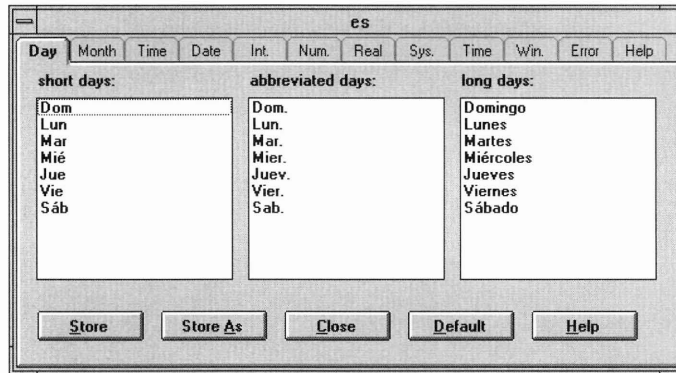 es
Day Month Time Date Int. Num. Real Sys. Time Win. Error Help
short days: abbreviated days: long days:
Dom Dom. Domingo
Lun Lun. Lunes
Mar Mar. Martes
Mié Mier. Miércoles
Jue Juev. Jueves
Vie Vier. Viernes
Sáb Sab. Sábado
Store Store As Close Default Help